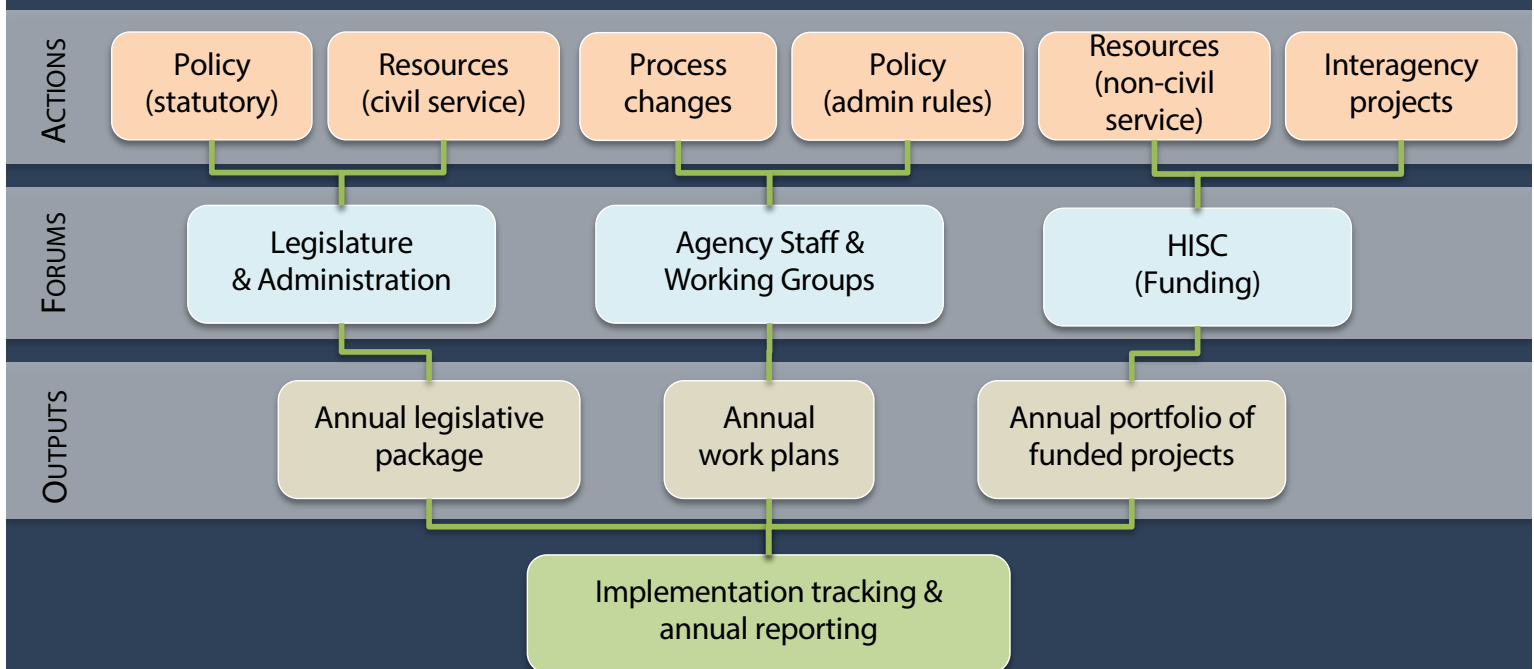 ACTIONS
Policy
(statutory)
Resources
(civil service)
Process
changes
Policy
(admin rules)
Resources
(non-civil
service)
Interagency
projects
FORUMS
Legislature
& Administration
Agency Staff &
Working Groups
HISC
(Funding)
OUTPUTS
Annual legislative
package
Annual
work plans
Annual portfolio of
funded projects
Implementation tracking &
annual reporting